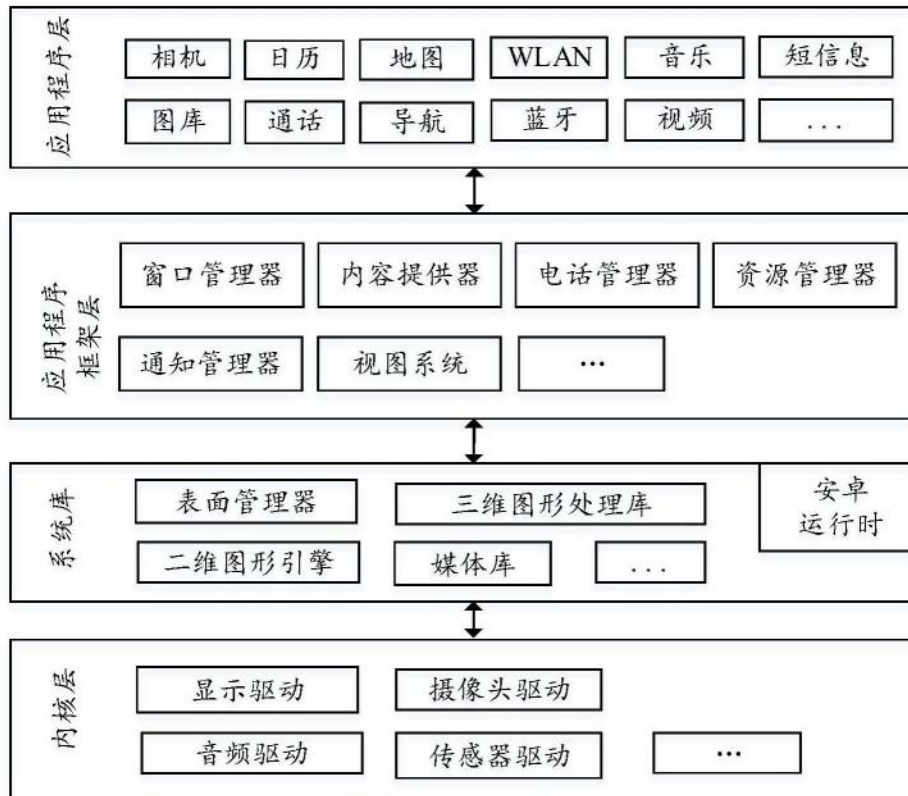 应用程序层
相机 日历 地图 WLAN 音乐 短信息
图库 通话 导航 蓝牙 视频 ...
应用程序
框架层
窗口管理器 内容提供器 电话管理器 资源管理器
通知管理器 视图系统 ...
系统库
表面管理器 三维图形处理库
安卓
运行时
二维图形引擎 媒体库 ...
内核层
显示驱动 摄像头驱动
音频驱动 传感器驱动 ...